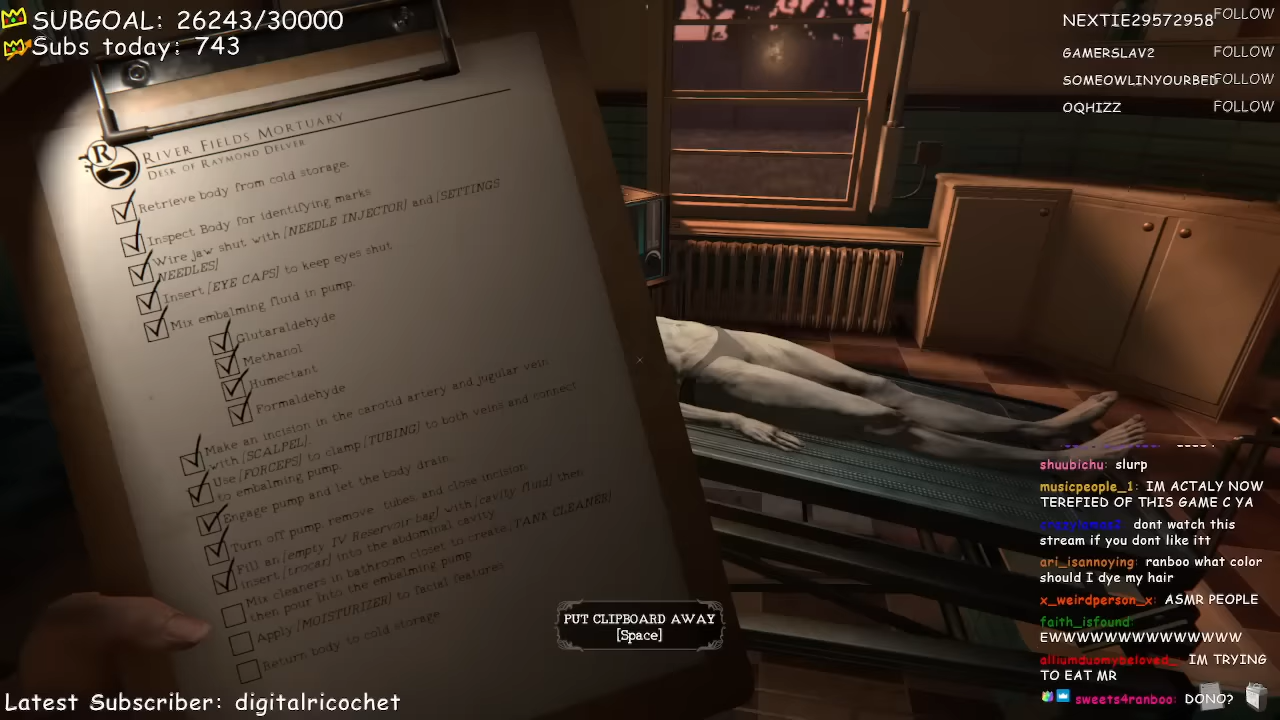 SUBGOAL: 26243/30000
Subs today: 743
NEXTIE29572958 FOLLOW
GAMERSLAV2 FOLLOW
SOMEOWLINYOURBED FOLLOW
OQHIZZ FOLLOW
R
RIVER FIELDS MORTUARY
DESK OF RAYMOND DELVER
Retrieve body from cold storage.
Inspect Body for identifying marks
Wire jaw shut with [NEEDLE INJECTOR] and [SETTINGS
NEEDLES]
Insert [EYE CAPS] to keep eyes shut
Mix embalming fluid in pump.
Glutaraldehyde
Methanol
Humectant
Formaldehyde
Make an incision in the carotid artery and jugular vein
with [SCALPEL].
Use [FORCEPS] to clamp [TUBING] to both veins and connect
to embalming pump.
Engage pump and let the body drain
Turn off pump, remove tubes, and close incision.
Fill an [empty IV Reservoir bag] with [cavity fluid] then
insert [trocar] into the abdominal cavity
Mix cleaners in bathroom closet to create [TANK CLEANER]
then pour into the embalming pump
Apply [MOISTURIZER] to facial features
Return body to cold storage
PUT CLIPBOARD AWAY
[Space]
shuubichu: slurp
musicpeople_1: IM ACTALY NOW
TEREFIED OF THIS GAME C YA
dont watch this
stream if you dont like itt
ari_isannoying: ranboo what color
should I dye my hair
x_weirdperson_x: ASMR PEOPLE
faith_isfound:
EWWWWWWWWWWWWWW
alliumduomybeloved_: IM TRYING
TO EAT MR
sweets4ranboo: DONO?
Latest Subscriber: digitalricochet